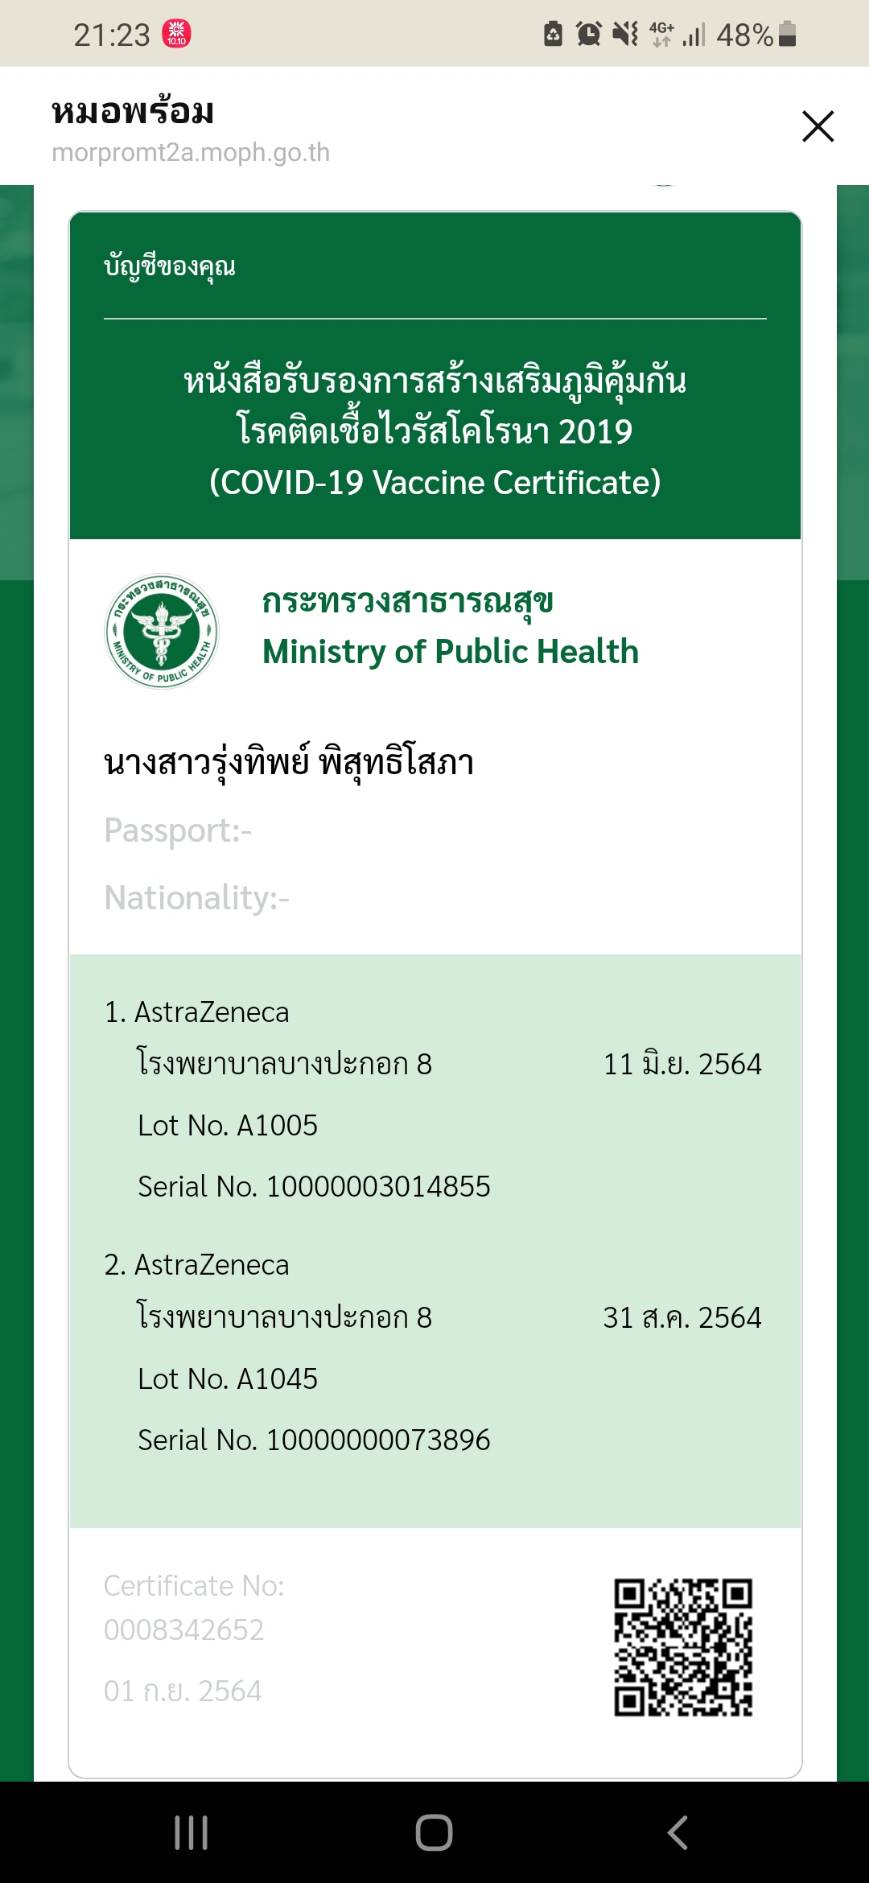 21:23
10.10
4G+
48%
หมอพร้อม
morpromt2a.moph.go.th
บัญชีของคุณ
หนังสือรับรองการสร้างเสริมภูมิคุ้มกัน
โรคติดเชื้อไวรัสโคโรนา 2019
(COVID-19 Vaccine Certificate)
กระทรวงสาธารณสุข
MINISTRY OF PUBLIC HEALTH
กระทรวงสาธารณสุข
Ministry of Public Health
นางสาวรุ่งทิพย์ พิสุทธิโสภา
Passport:-
Nationality:-
1. AstraZeneca
โรงพยาบาลบางปะกอก 8 11 มิ.ย. 2564
Lot No. A1005
Serial No. 10000003014855
2. AstraZeneca
โรงพยาบาลบางปะกอก 8 31 ส.ค. 2564
Lot No. A1045
Serial No. 10000000073896
Certificate No:
0008342652
01 ก.ย. 2564